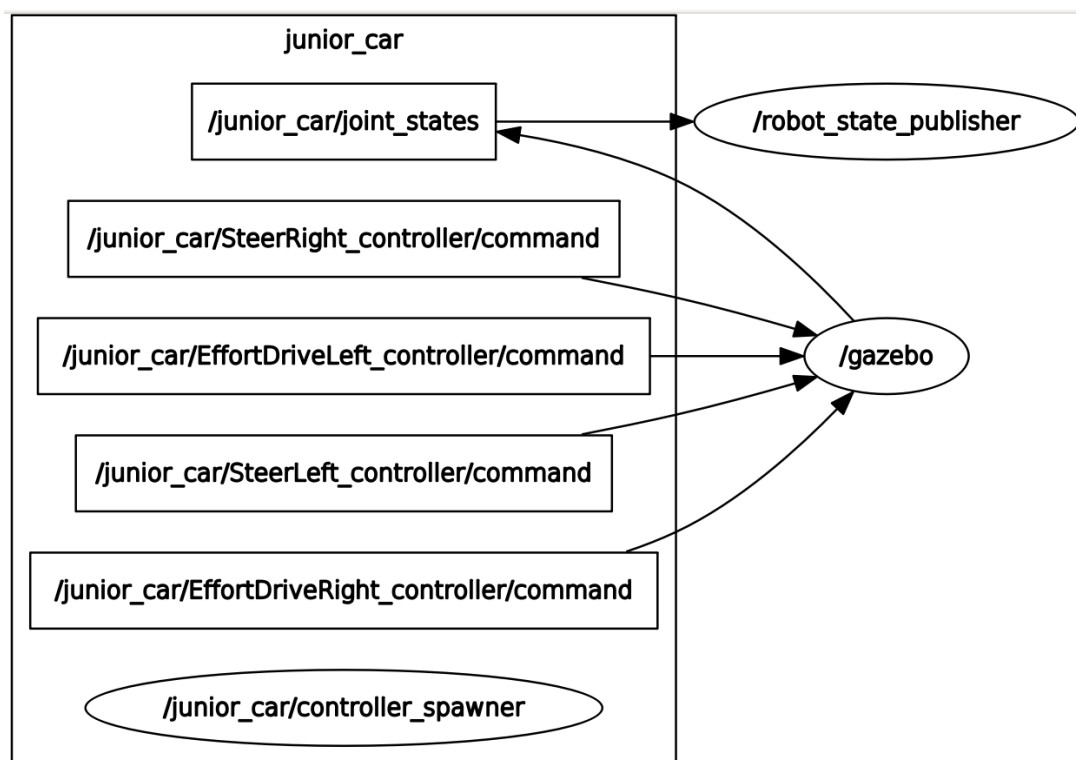 junior_car
/junior_car/joint_states
/robot_state_publisher
/junior_car/SteerRight_controller/command
/junior_car/EffortDriveLeft_controller/command
/gazebo
/junior_car/SteerLeft_controller/command
/junior_car/EffortDriveRight_controller/command
/junior_car/controller_spawner